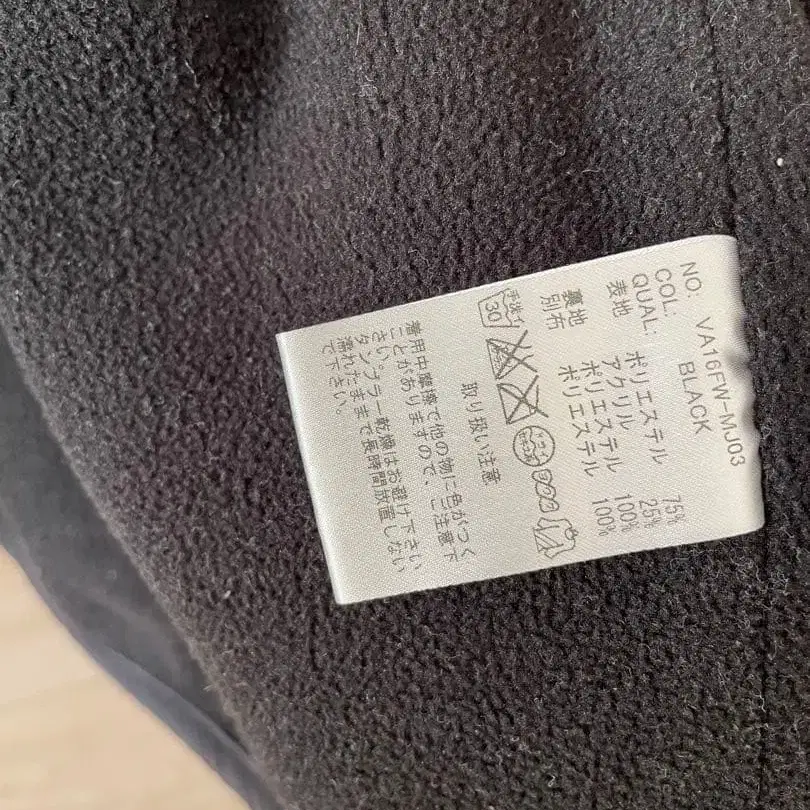 NO: VA16FW-MJ03
COL: BLACK
QUAL:
表地 ポリエステル 75%
アクリル 25%
裏地 ポリエステル 100%
別布 ポリエステル 100%
手洗イ
30
取り扱い注意
着用中摩擦で他の物に色がつく
ことがありますので、ご注意下
さい。タンブラー乾燥はお避け下さい
濡れたままで長時間放置しない
で下さい。